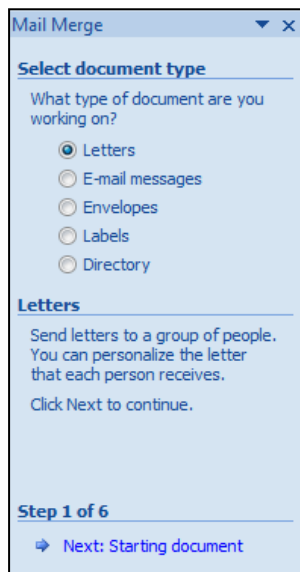 Mail Merge
Select document type
What type of document are you
working on?
Letters
E-mail messages
Envelopes
Labels
Directory
Letters
Send letters to a group of people.
You can personalize the letter
that each person receives.
Click Next to continue.
Step 1 of 6
Next: Starting document